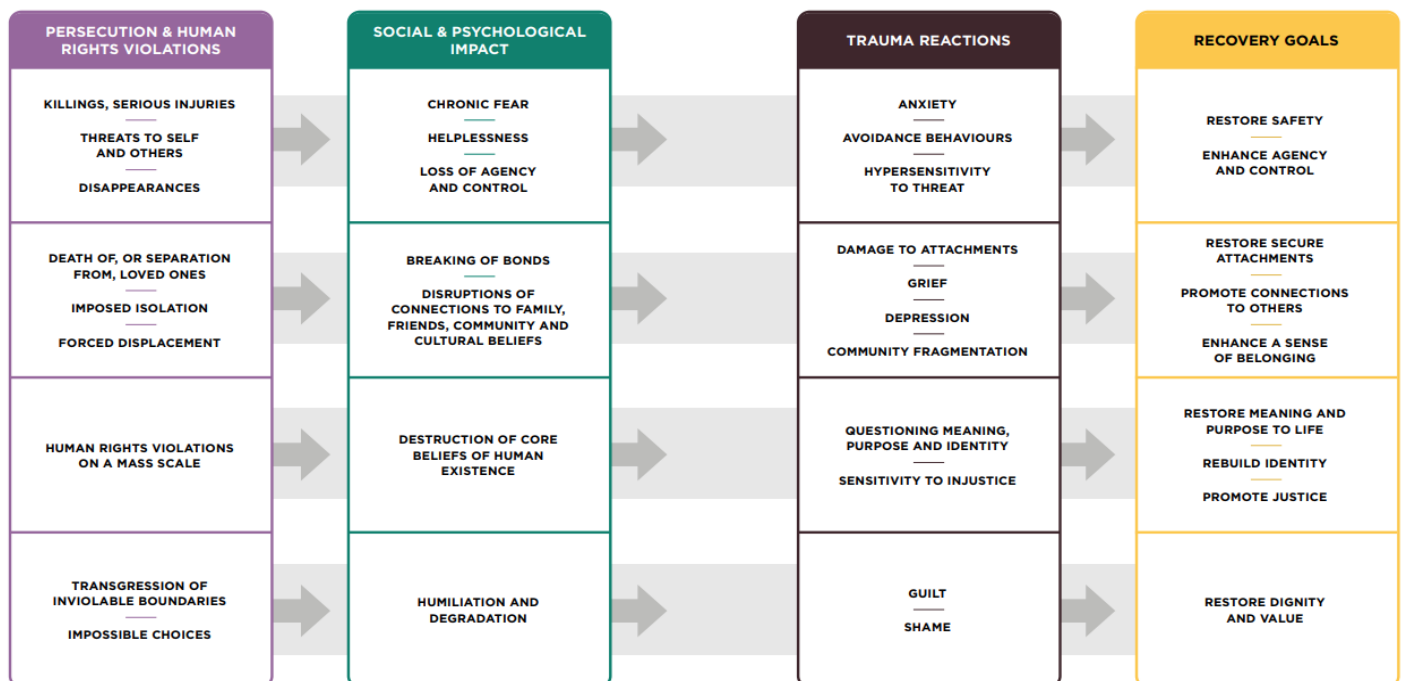 PERSECUTION & HUMAN
RIGHTS VIOLATIONS
KILLINGS, SERIOUS INJURIES
THREATS TO SELF
AND OTHERS
DISAPPEARANCES
DEATH OF, OR SEPARATION
FROM, LOVED ONES
IMPOSED ISOLATION
FORCED DISPLACEMENT
HUMAN RIGHTS VIOLATIONS
ON A MASS SCALE
TRANSGRESSION OF
INVIOLABLE BOUNDARIES
IMPOSSIBLE CHOICES
SOCIAL & PSYCHOLOGICAL
IMPACT
CHRONIC FEAR
HELPLESSNESS
LOSS OF AGENCY
AND CONTROL
BREAKING OF BONDS
DISRUPTIONS OF
CONNECTIONS TO FAMILY,
FRIENDS, COMMUNITY AND
CULTURAL BELIEFS
DESTRUCTION OF CORE
BELIEFS OF HUMAN
EXISTENCE
HUMILIATION AND
DEGRADATION
TRAUMA REACTIONS
ANXIETY
AVOIDANCE BEHAVIOURS
HYPERSENSITIVITY
TO THREAT
DAMAGE TO ATTACHMENTS
GRIEF
DEPRESSION
COMMUNITY FRAGMENTATION
QUESTIONING MEANING,
PURPOSE AND IDENTITY
SENSITIVITY TO INJUSTICE
GUILT
SHAME
RECOVERY GOALS
RESTORE SAFETY
ENHANCE AGENCY
AND CONTROL
RESTORE SECURE
ATTACHMENTS
PROMOTE CONNECTIONS
TO OTHERS
ENHANCE A SENSE
OF BELONGING
RESTORE MEANING AND
PURPOSE TO LIFE
REBUILD IDENTITY
PROMOTE JUSTICE
RESTORE DIGNITY
AND VALUE